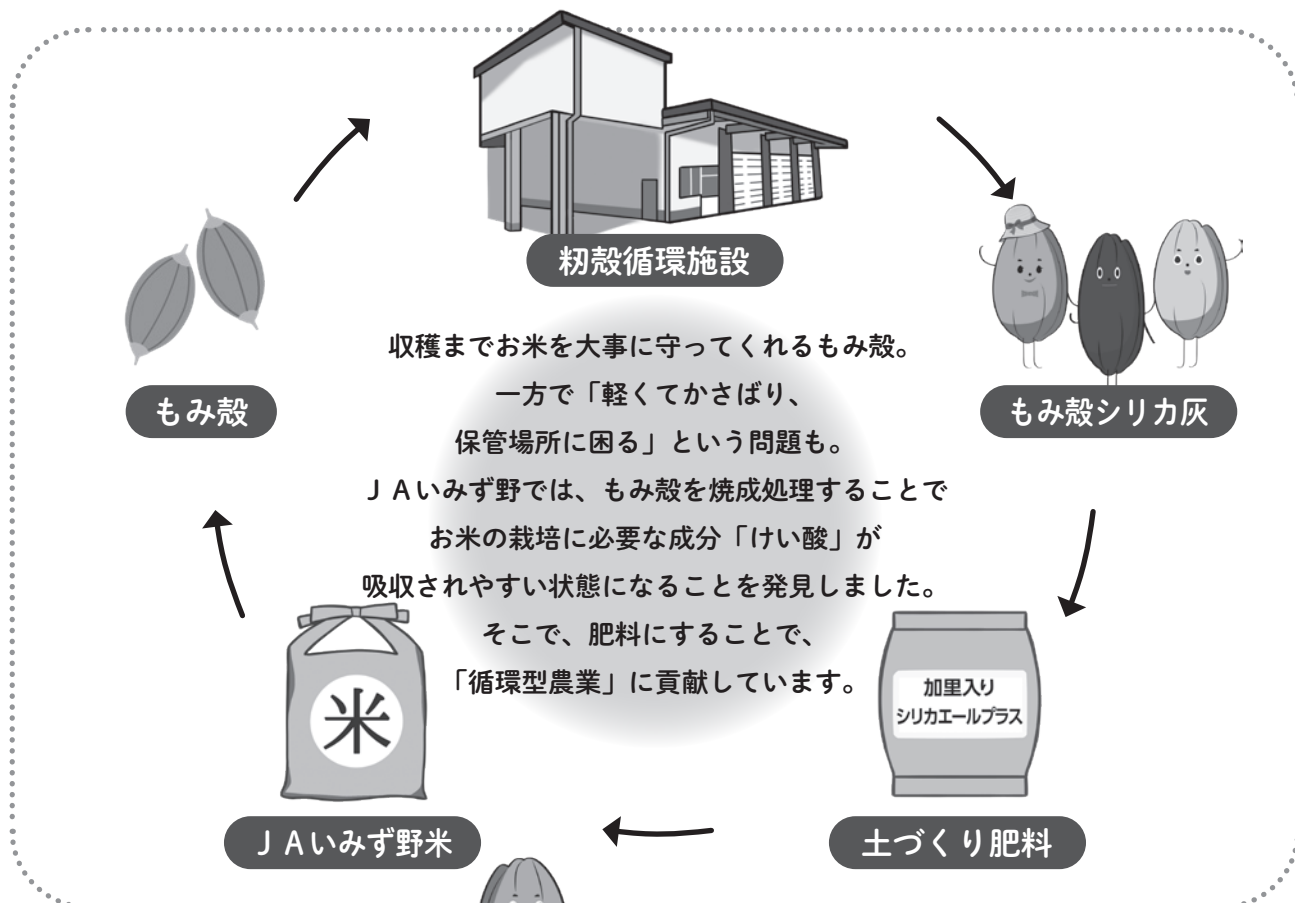 籾殻循環施設
収穫までお米を大事に守ってくれるもみ殻。
一方で「軽くてかさばり、
保管場所に困る」という問題も。
ＪＡいみず野では、もみ殻を焼成処理することで
お米の栽培に必要な成分「けい酸」が
吸収されやすい状態になることを発見しました。
そこで、肥料にすることで、
「循環型農業」に貢献しています。
もみ殻シリカ灰
加里入り
シリカエールプラス
土づくり肥料
米
ＪＡいみず野米
もみ殻